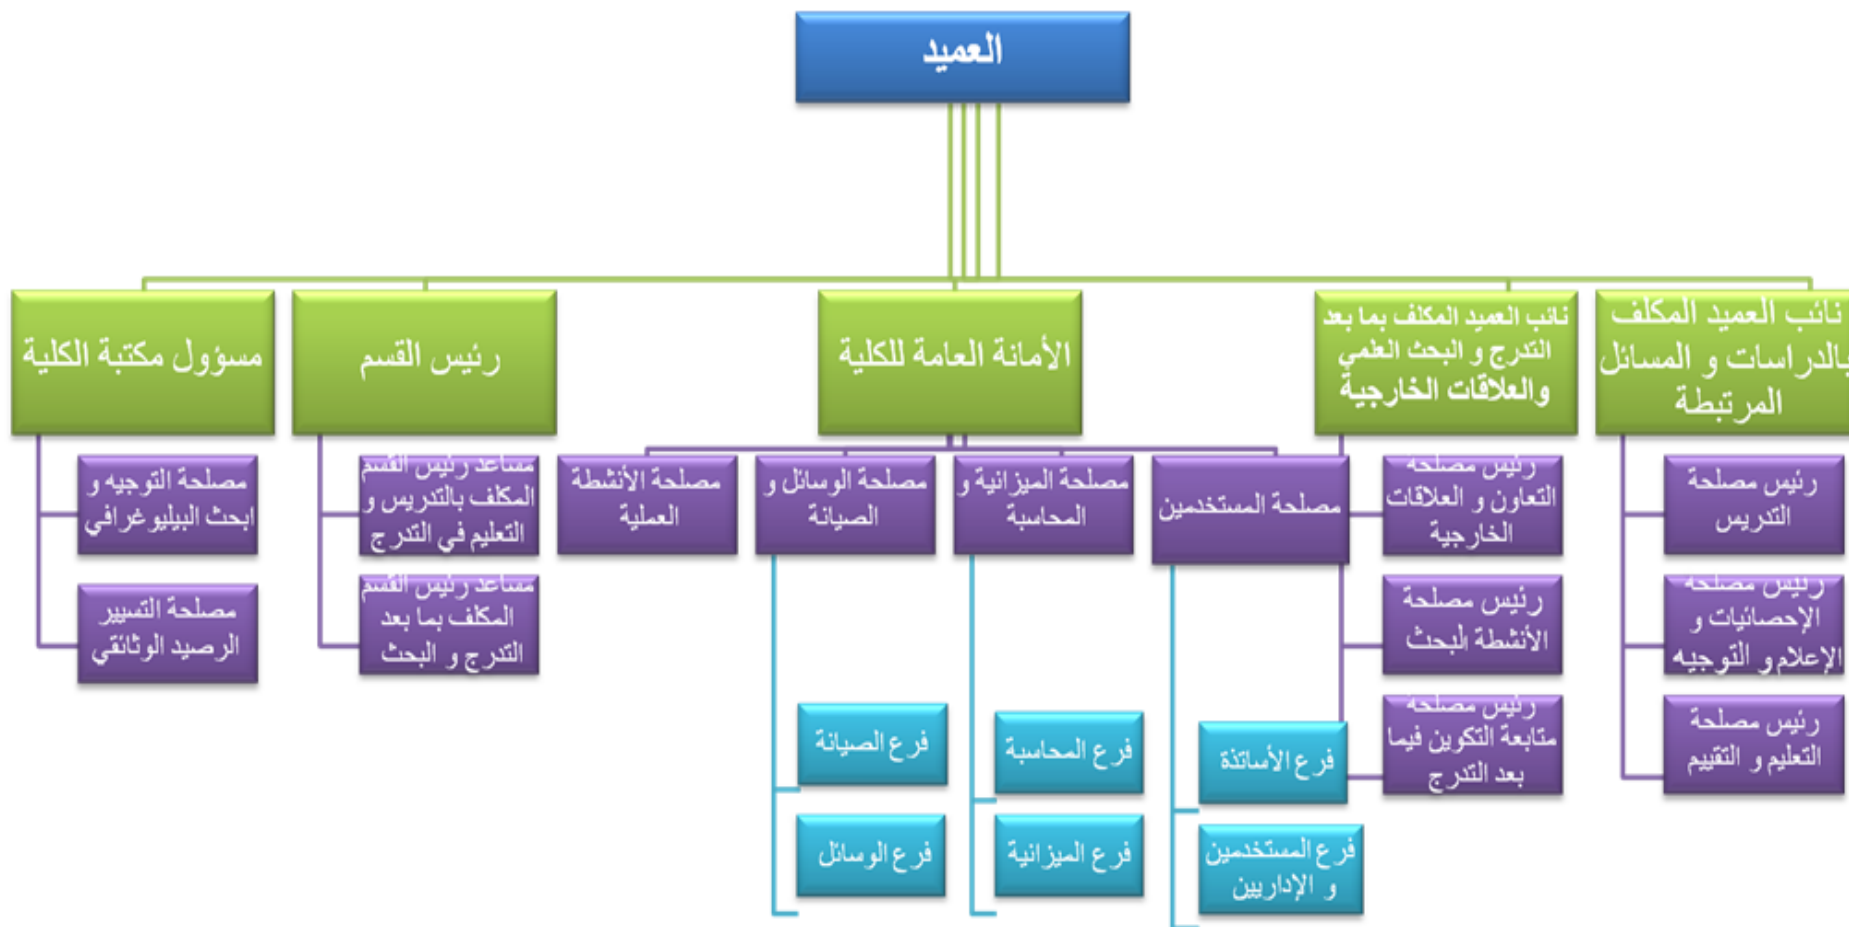 العميد
نائب العميد المكلف
بالدراسات و المسائل
المرتبطة
نائب العميد المكلف بما بعد
التدرج و البحث العلمي
والعلاقات الخارجية
الأمانة العامة للكلية
رئيس القسم
مسؤول مكتبة الكلية
رئيس مصلحة
التدريس
رئيس مصلحة
الإحصائيات و
الإعلام و التوجيه
رئيس مصلحة
التعليم و التقييم
رئيس مصلحة
التعاون و العلاقات
الخارجية
رئيس مصلحة
الأنشطة البحث
رئيس مصلحة
متابعة التكوين فيما
بعد التدرج
مصلحة المستخدمين
مصلحة الميزانية و
المحاسبة
مصلحة الوسائل و
الصيانة
مصلحة الأنشطة
العملية
فرع الأساتذة
فرع المستخدمين
و الإداريين
فرع المحاسبة
فرع الميزانية
فرع الصيانة
فرع الوسائل
مساعد رئيس القسم
المكلف بالتدريس و
التعليم في التدرج
مساعد رئيس القسم
المكلف بما بعد
التدرج و البحث
مصلحة التوجيه و
ابحث البيليوغرافي
مصلحة التسيير
الرصيد الوثائقي